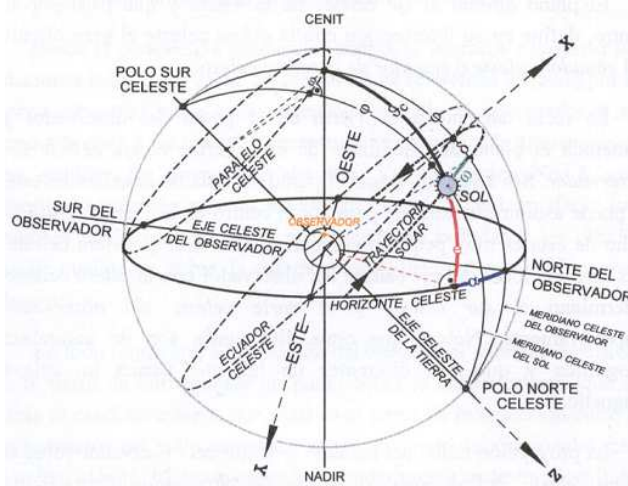 CENIT
X
POLO SUR
CELESTE
PARALELO
CELESTE
OESTE
SOL
SUR DEL
OBSERVADOR
OBSERVADOR
EJE CELESTE
DEL OBSERVADOR
TRAYECTORIA
SOLAR
NORTE DEL
OBSERVADOR
HORIZONTE CELESTE
MERIDIANO CELESTE
DEL OBSERVADOR
MERIDIANO CELESTE
DEL SOL
ECUADOR
CELESTE
ESTE
EJE CELESTE
DE LA TIERRA
POLO NORTE
CELESTE
Y
NADIR
Z